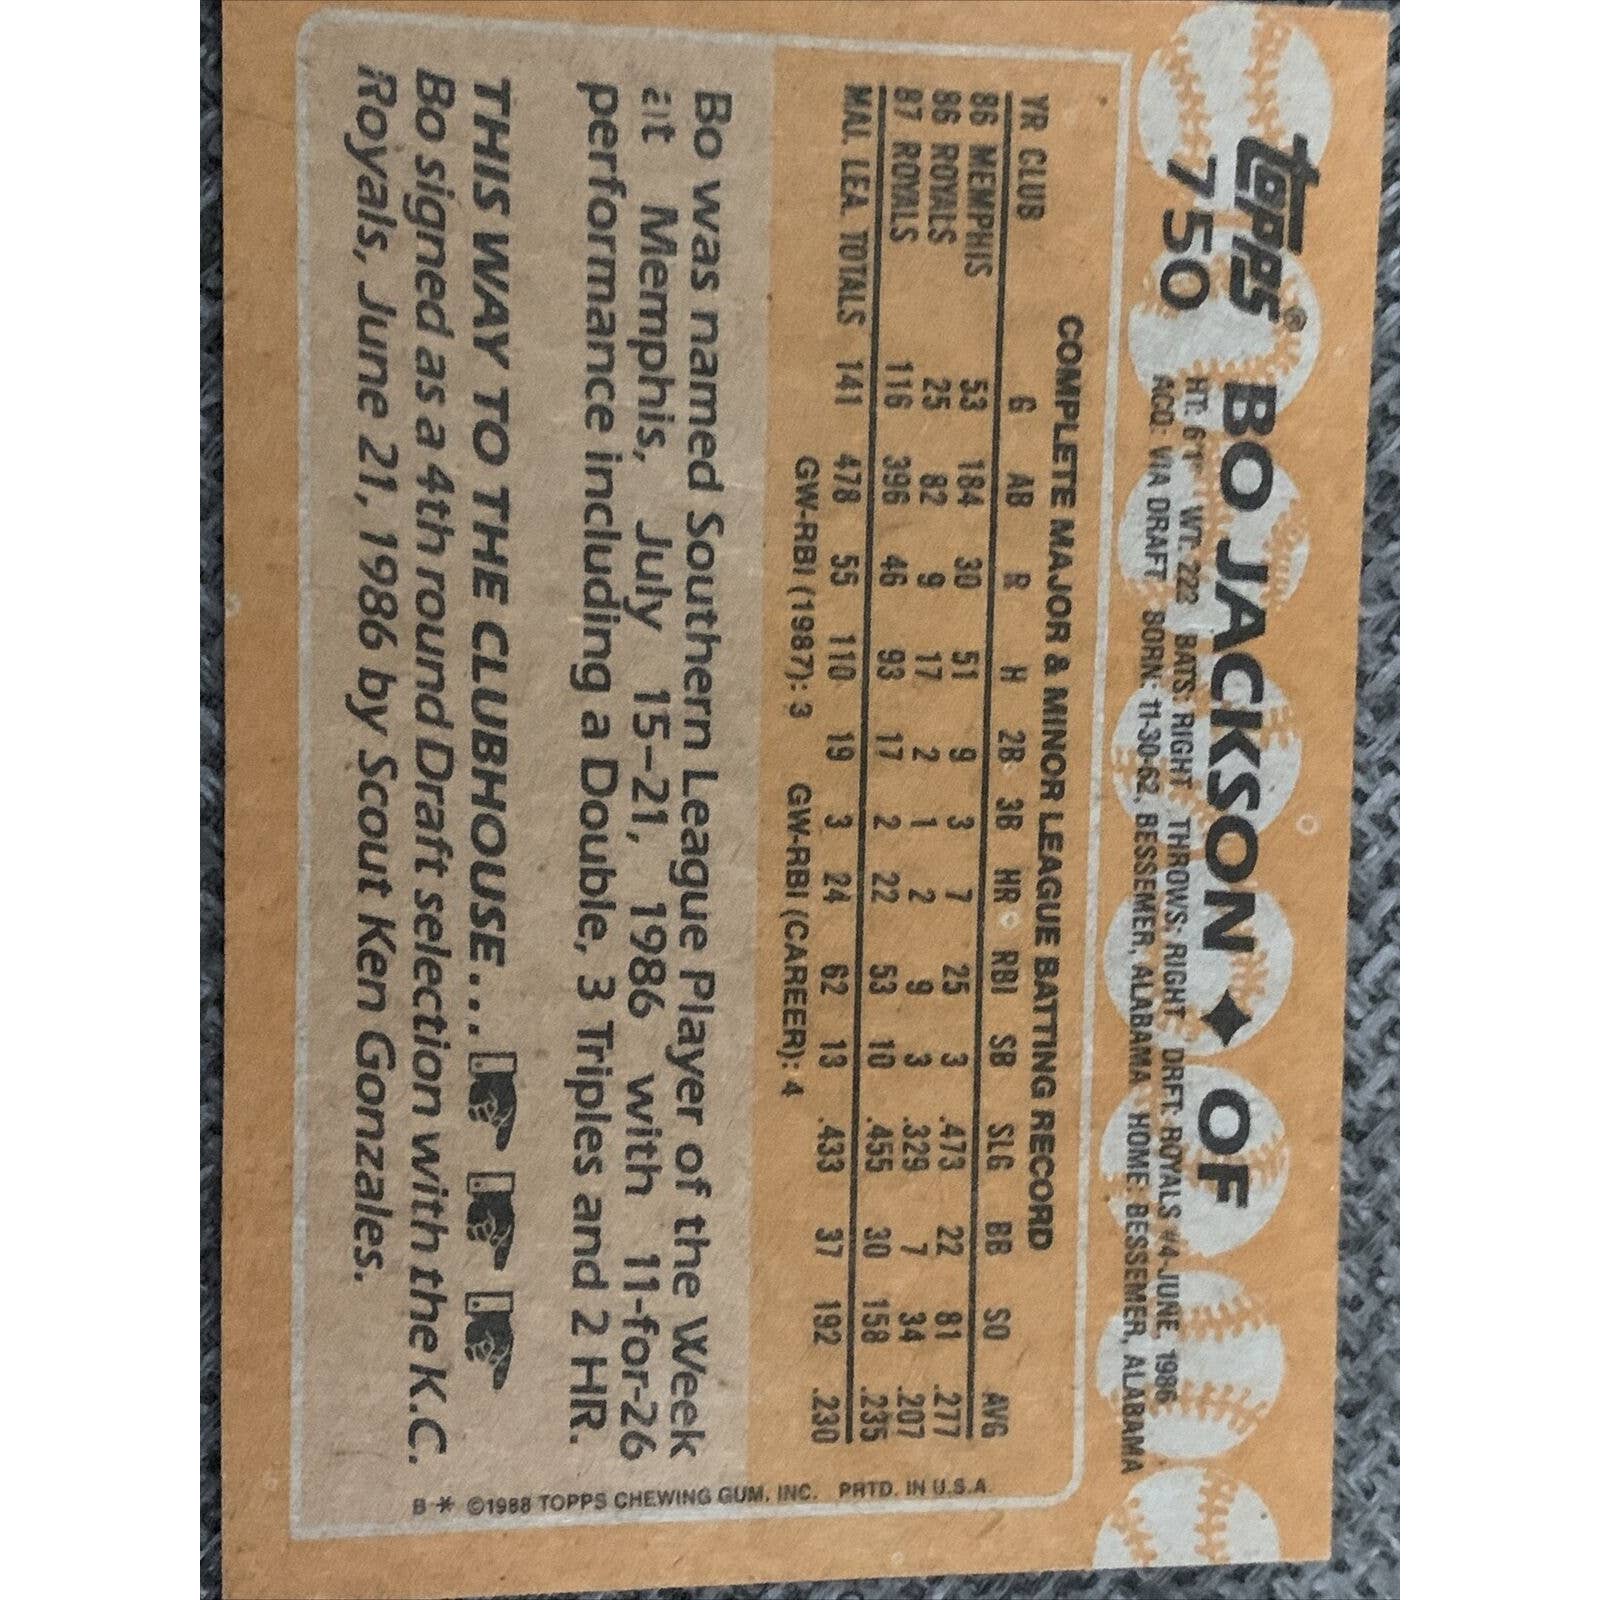 topps® BO JACKSON ♦ OF
750 HT: 6'1" WT: 222 BATS: RIGHT THROWS: RIGHT DRFT: ROYALS #4-JUNE, 1986
ACQ: VIA DRAFT BORN: 11-30-62, BESSEMER, ALABAMA HOME: BESSEMER, ALABAMA
COMPLETE MAJOR & MINOR LEAGUE BATTING RECORD
YR CLUB G AB R H 2B 3B HR RBI SB SLG BB SO AVG
86 MEMPHIS 53 184 30 51 9 3 7 25 3 .473 22 81 .277
86 ROYALS 25 82 9 17 2 1 2 9 3 .329 7 34 .207
87 ROYALS 116 396 46 93 17 2 22 53 10 .455 30 158 .235
MAJ. LEA. TOTALS 141 478 55 110 19 3 24 62 13 .433 37 192 .230
GW-RBI (1987): 3 GW-RBI (CAREER): 4
Bo was named Southern League Player of the Week
at Memphis, July 15-21, 1986 with 11-for-26
performance including a Double, 3 Triples and 2 HR.
THIS WAY TO THE CLUBHOUSE...
Bo signed as a 4th round Draft selection with the K.C.
Royals, June 21, 1986 by Scout Ken Gonzales.
B * ©1988 TOPPS CHEWING GUM, INC. PRTD. IN U.S.A.